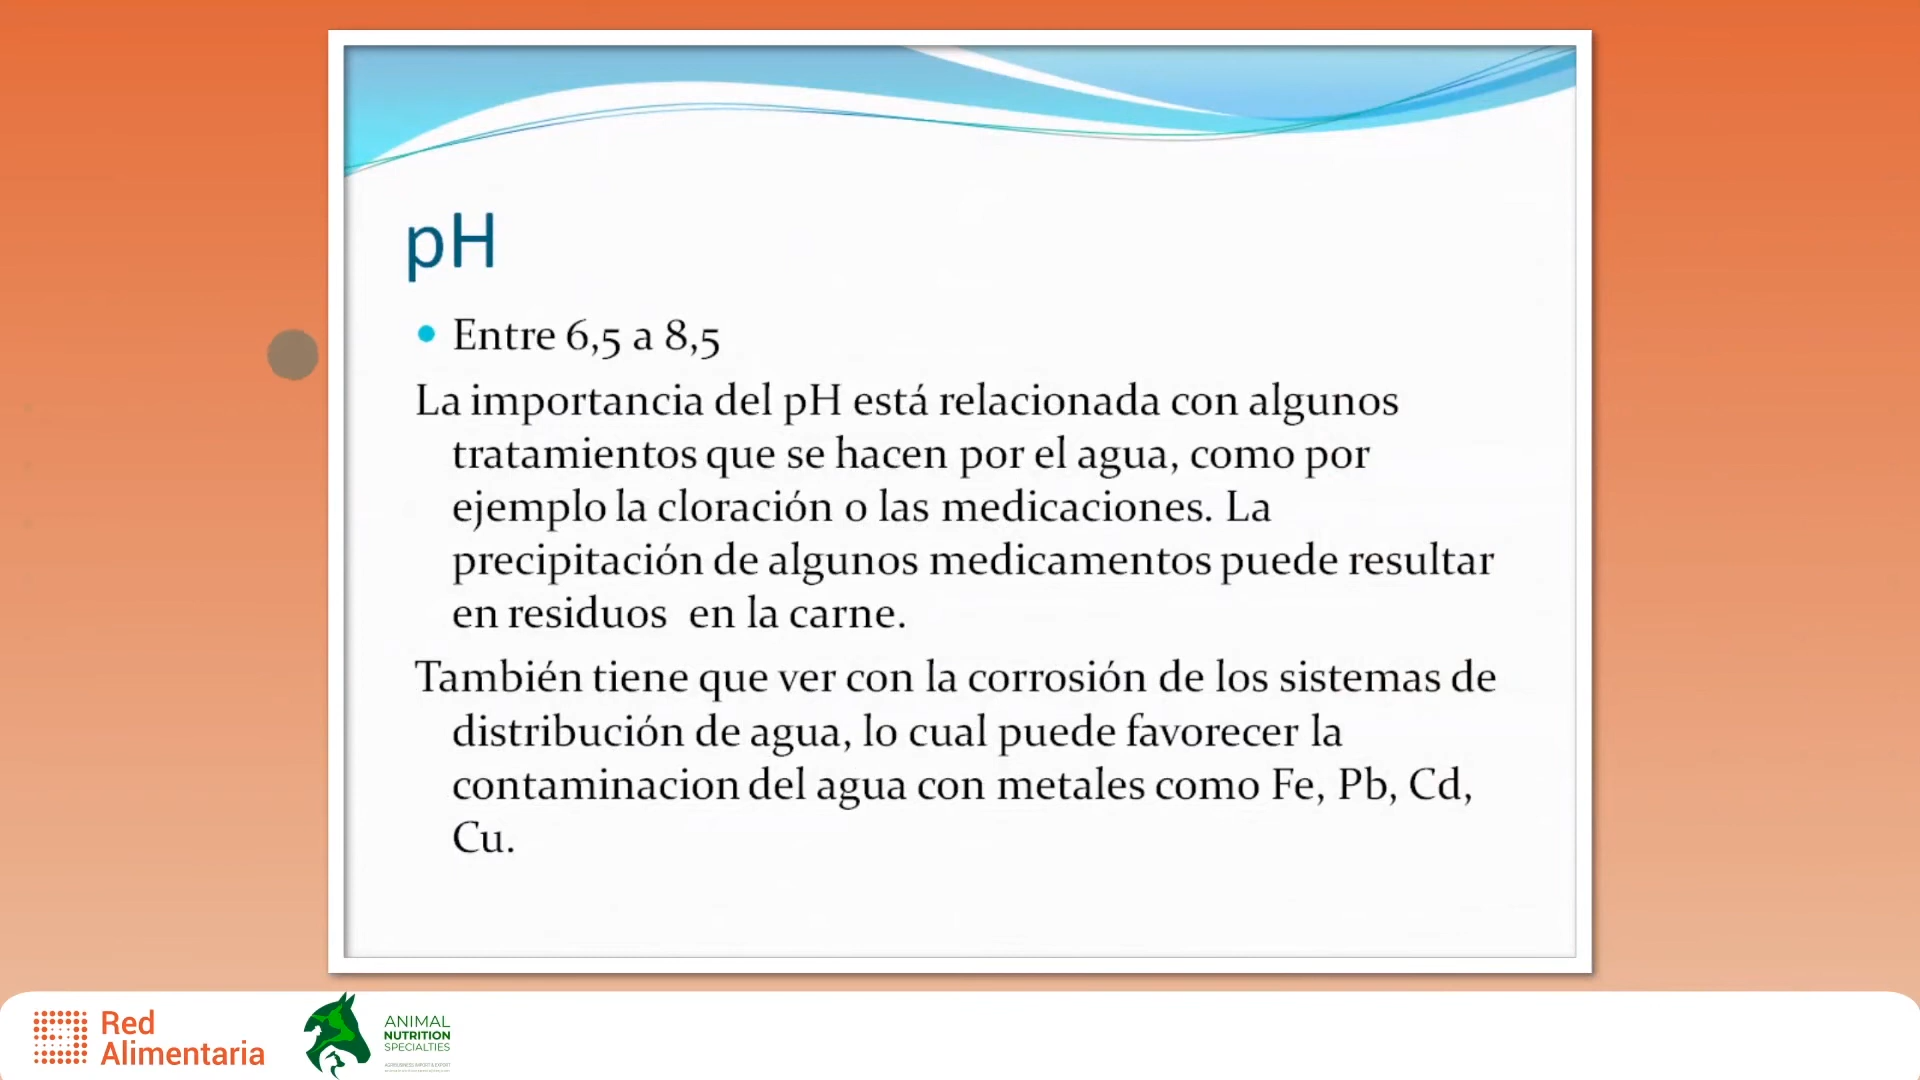 pH
• Entre 6,5 a 8,5
La importancia del pH está relacionada con algunos
tratamientos que se hacen por el agua, como por
ejemplo la cloración o las medicaciones. La
precipitación de algunos medicamentos puede resultar
en residuos en la carne.
También tiene que ver con la corrosión de los sistemas de
distribución de agua, lo cual puede favorecer la
contaminacion del agua con metales como Fe, Pb, Cd,
Cu.
Red
Alimentaria
ANIMAL
NUTRITION
SPECIALTIES